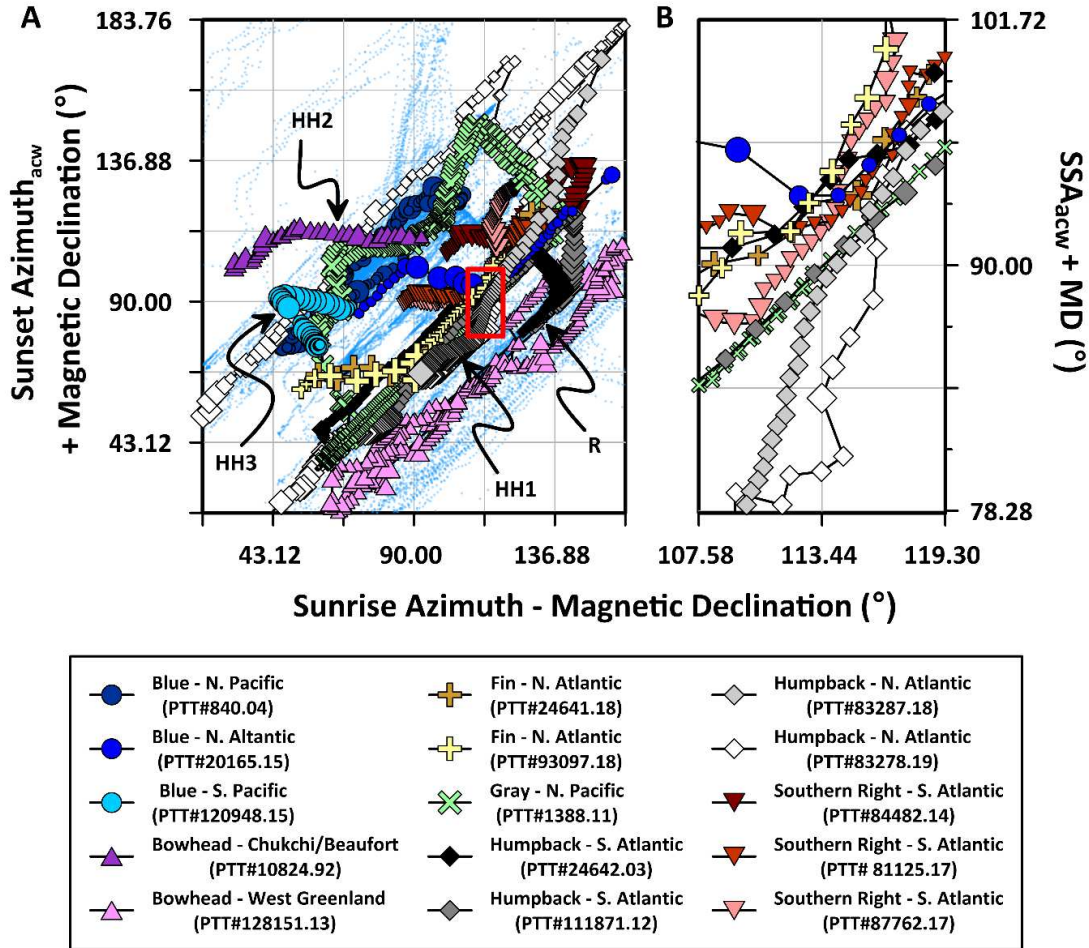 A
B
183.76
136.88
90.00
43.12
Sunset Azimuth_acw
+ Magnetic Declination (°)
HH2
HH3
HH1
R
43.12
90.00
136.88
101.72
90.00
78.28
SSA_acw + MD (°)
107.58
113.44
119.30
Sunrise Azimuth - Magnetic Declination (°)
Blue - N. Pacific
(PTT#840.04)
Blue - N. Altantic
(PTT#20165.15)
Blue - S. Pacific
(PTT#120948.15)
Bowhead - Chukchi/Beaufort
(PTT#10824.92)
Bowhead - West Greenland
(PTT#128151.13)
Fin - N. Atlantic
(PTT#24641.18)
Fin - N. Atlantic
(PTT#93097.18)
Gray - N. Pacific
(PTT#1388.11)
Humpback - S. Atlantic
(PTT#24642.03)
Humpback - S. Atlantic
(PTT#111871.12)
Humpback - N. Atlantic
(PTT#83287.18)
Humpback - N. Atlantic
(PTT#83278.19)
Southern Right - S. Atlantic
(PTT#84482.14)
Southern Right - S. Atlantic
(PTT# 81125.17)
Southern Right - S. Atlantic
(PTT#87762.17)